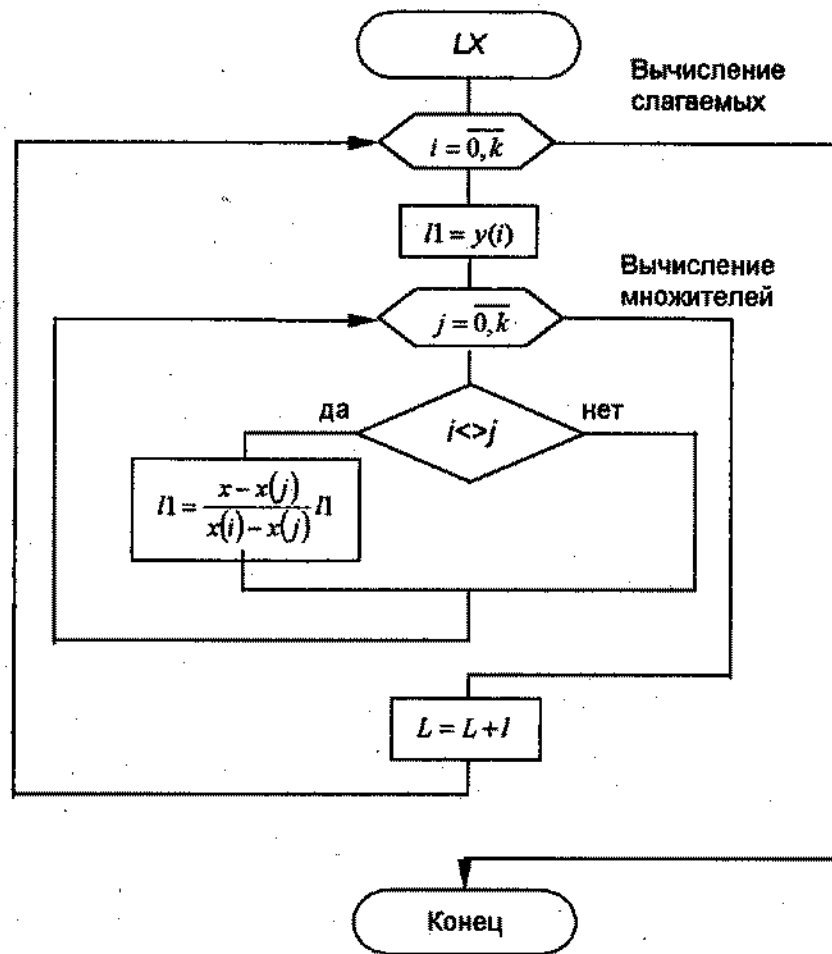 LX
Вычисление
слагаемых
i = 0,k
l1 = y(i)
Вычисление
множителей
j = 0,k
да
нет
i<>j
l1 = x − x(j) / x(i) − x(j) l1
L = L + l
Конец